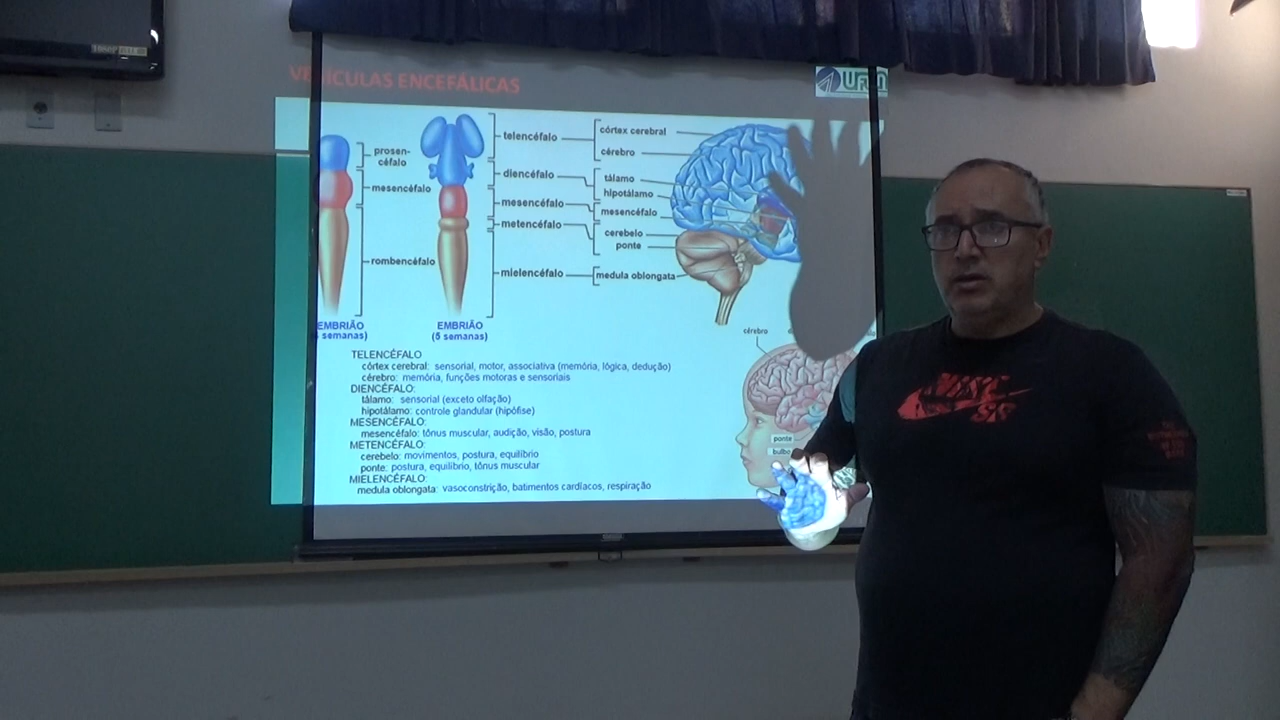 VESÍCULAS ENCEFÁLICAS
telencéfalo
córtex cerebral
cérebro
prosen-
céfalo
diencéfalo
tálamo
hipotálamo
mesencéfalo
mesencéfalo
mesencéfalo
metencéfalo
cerebelo
ponte
rombencéfalo
mielencéfalo
medula oblongata
EMBRIÃO
semanas)
EMBRIÃO
(5 semanas)
cérebro
TELENCÉFALO
córtex cerebral: sensorial, motor, associativa (memória, lógica, dedução)
cérebro: memória, funções motoras e sensoriais
DIENCÉFALO:
tálamo: sensorial (exceto olfação)
hipotálamo: controle glandular (hipófise)
MESENCÉFALO:
mesencéfalo: tônus muscular, audição, visão, postura
METENCÉFALO:
cerebelo: movimentos, postura, equilíbrio
ponte: postura, equilíbrio, tônus muscular
MIELENCÉFALO:
medula oblongata: vasoconstrição, batimentos cardíacos, respiração
ponte
bulbo
SB